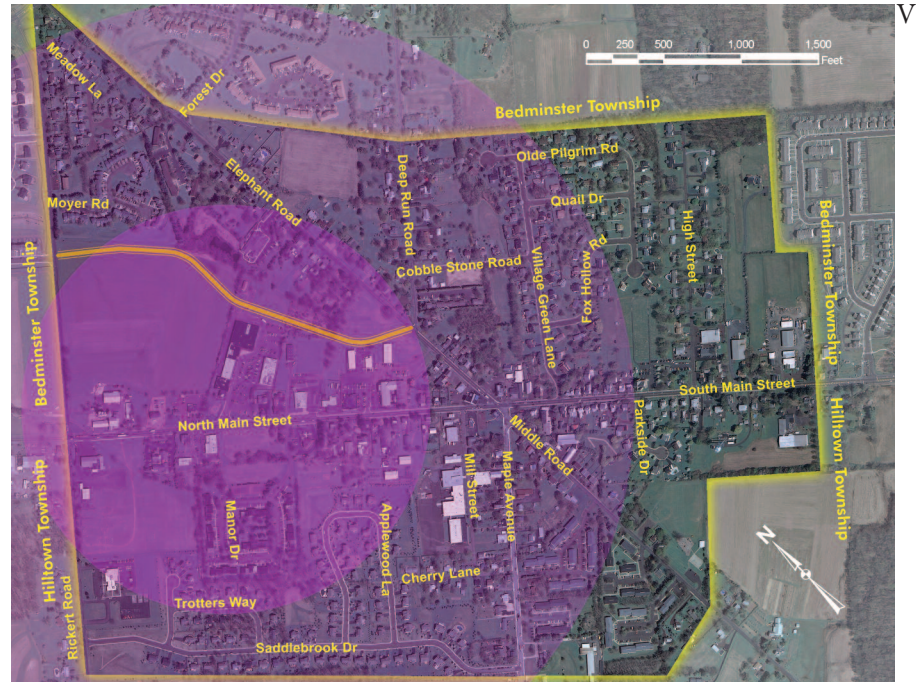 V
0 250 500 1,000 1,500
Feet
Meadow La
Forest Dr
Bedminster Township
Olde Pilgrim Rd
Elephant Road
Deep Run Road
Quail Dr
Moyer Rd
High Street
Bedminster Township
Village Green Lane
Fox Hollow Rd
Cobble Stone Road
Bedminster Township
South Main Street
North Main Street
Parkside Dr
Hilltown Township
Middle Road
Mill Street
Maple Avenue
Hilltown Township
Manor Dr
Applewood La
N
Cherry Lane
Trotters Way
Rickert Road
Saddlebrook Dr